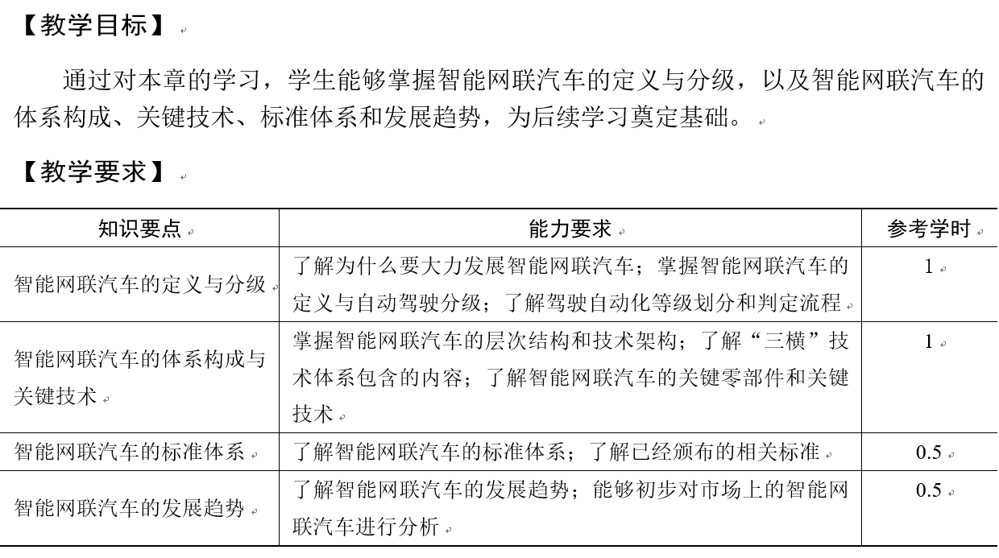 【教学目标】
通过对本章的学习，学生能够掌握智能网联汽车的定义与分级，以及智能网联汽车的
体系构成、关键技术、标准体系和发展趋势，为后续学习奠定基础。
【教学要求】
知识要点 能力要求 参考学时
智能网联汽车的定义与分级
了解为什么要大力发展智能网联汽车；掌握智能网联汽车的
定义与自动驾驶分级；了解驾驶自动化等级划分和判定流程
1
智能网联汽车的体系构成与
关键技术
掌握智能网联汽车的层次结构和技术架构；了解“三横”技
术体系包含的内容；了解智能网联汽车的关键零部件和关键
技术
1
智能网联汽车的标准体系
了解智能网联汽车的标准体系；了解已经颁布的相关标准
0.5
智能网联汽车的发展趋势
了解智能网联汽车的发展趋势；能够初步对市场上的智能网
联汽车进行分析
0.5